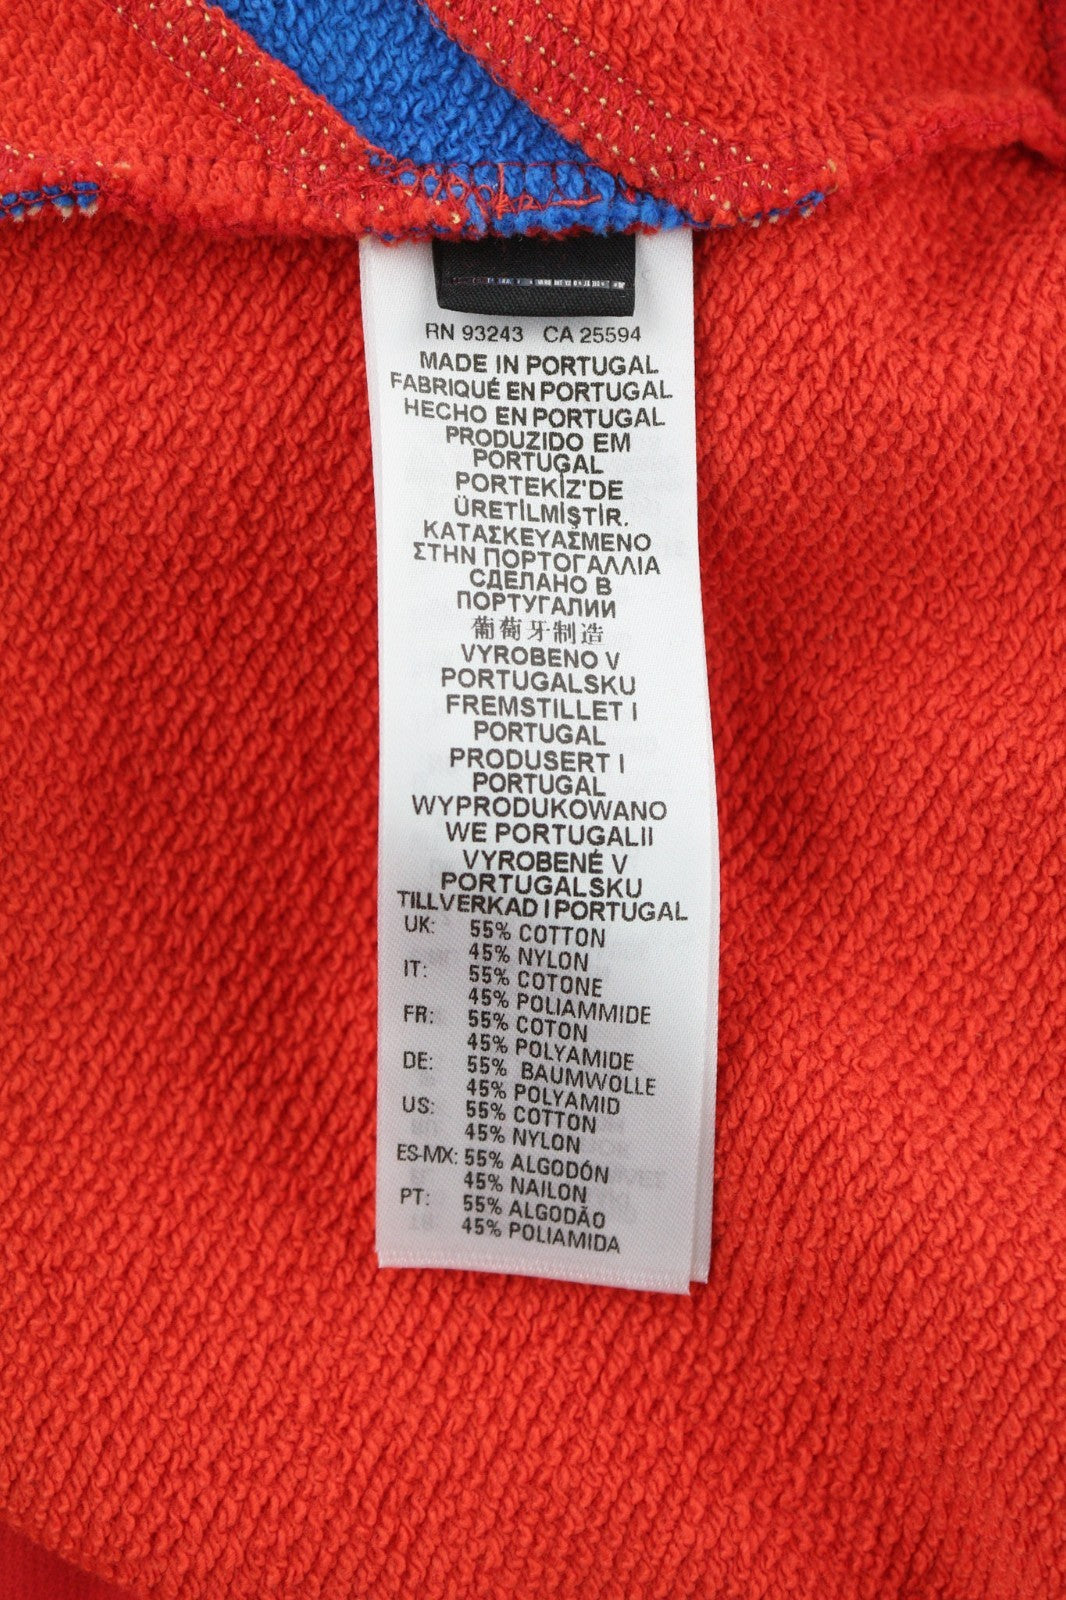 RN 93243 CA 25594
MADE IN PORTUGAL
FABRIQUÉ EN PORTUGAL
HECHO EN PORTUGAL
PRODUZIDO EM
PORTUGAL
PORTEKİZ'DE
ÜRETİLMİŞTİR.
ΚΑΤΑΣΚΕΥΑΣΜΕΝΟ
ΣΤΗΝ ΠΟΡΤΟΓΑΛΛΙΑ
СДЕЛАНО В
ПОРТУГАЛИИ
葡萄牙制造
VYROBENO V
PORTUGALSKU
FREMSTILLET I
PORTUGAL
PRODUSERT I
PORTUGAL
WYPRODUKOWANO
WE PORTUGALII
VYROBENÉ V
PORTUGALSKU
TILLVERKAD I PORTUGAL
UK: 55% COTTON
45% NYLON
IT: 55% COTONE
45% POLIAMMIDE
FR: 55% COTON
45% POLYAMIDE
DE: 55% BAUMWOLLE
45% POLYAMID
US: 55% COTTON
45% NYLON
ES-MX: 55% ALGODÓN
45% NAILON
PT: 55% ALGODÃO
45% POLIAMIDA